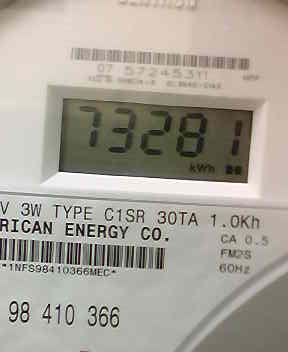 07 572453
73281
kWh
V 3W TYPE C1SR 30TA 1.0Kh
RICAN ENERGY CO.
CA 0.5
FM2S
60Hz
*1NFS98410366MEC*
98 410 366